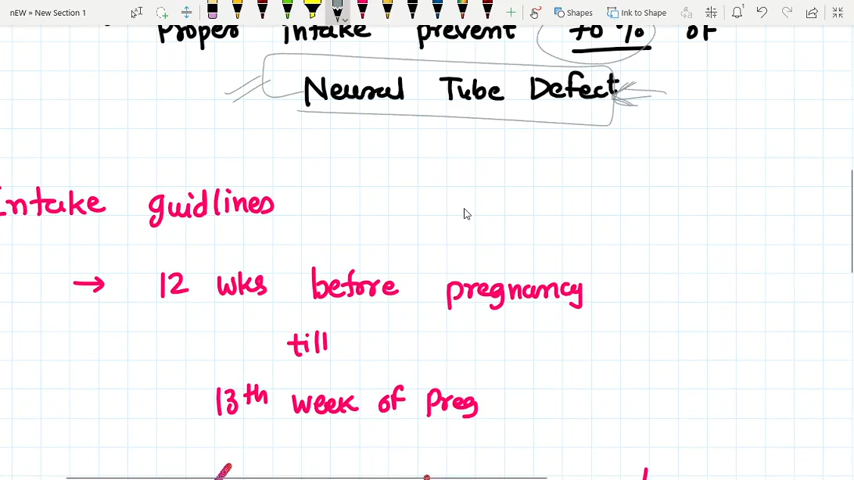 nEW » New Section 1
Shapes
Ink to Shape
Proper intake prevent 70% of
Neural Tube Defect
Intake guidlines
→ 12 wks before pregnancy
till
13th week of Preg